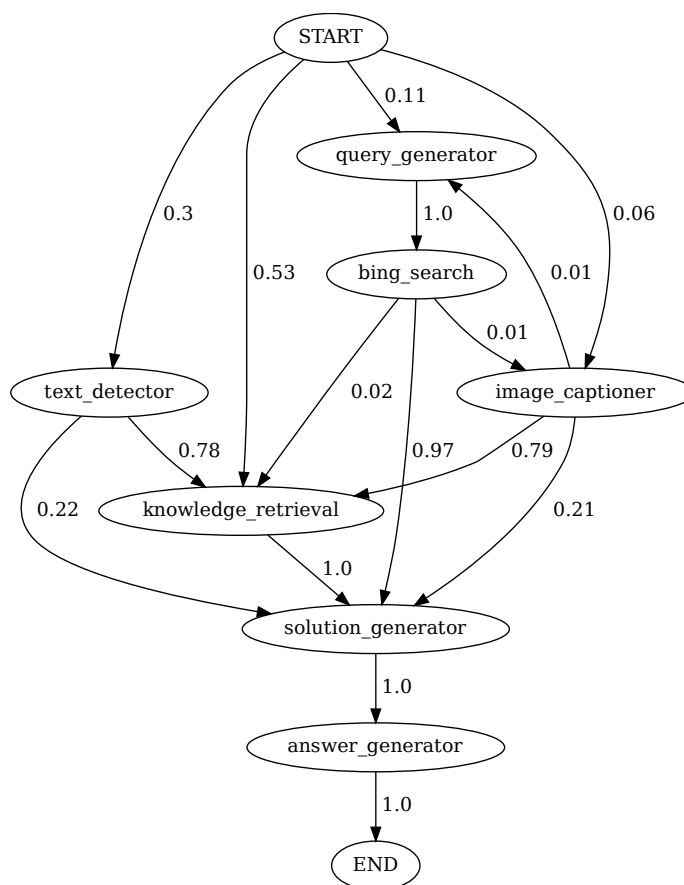 START
0.11
query_generator
0.3
1.0
0.06
0.53
bing_search
0.01
0.01
text_detector
0.02
image_captioner
0.78
0.97
0.79
0.22
knowledge_retrieval
0.21
1.0
solution_generator
1.0
answer_generator
1.0
END